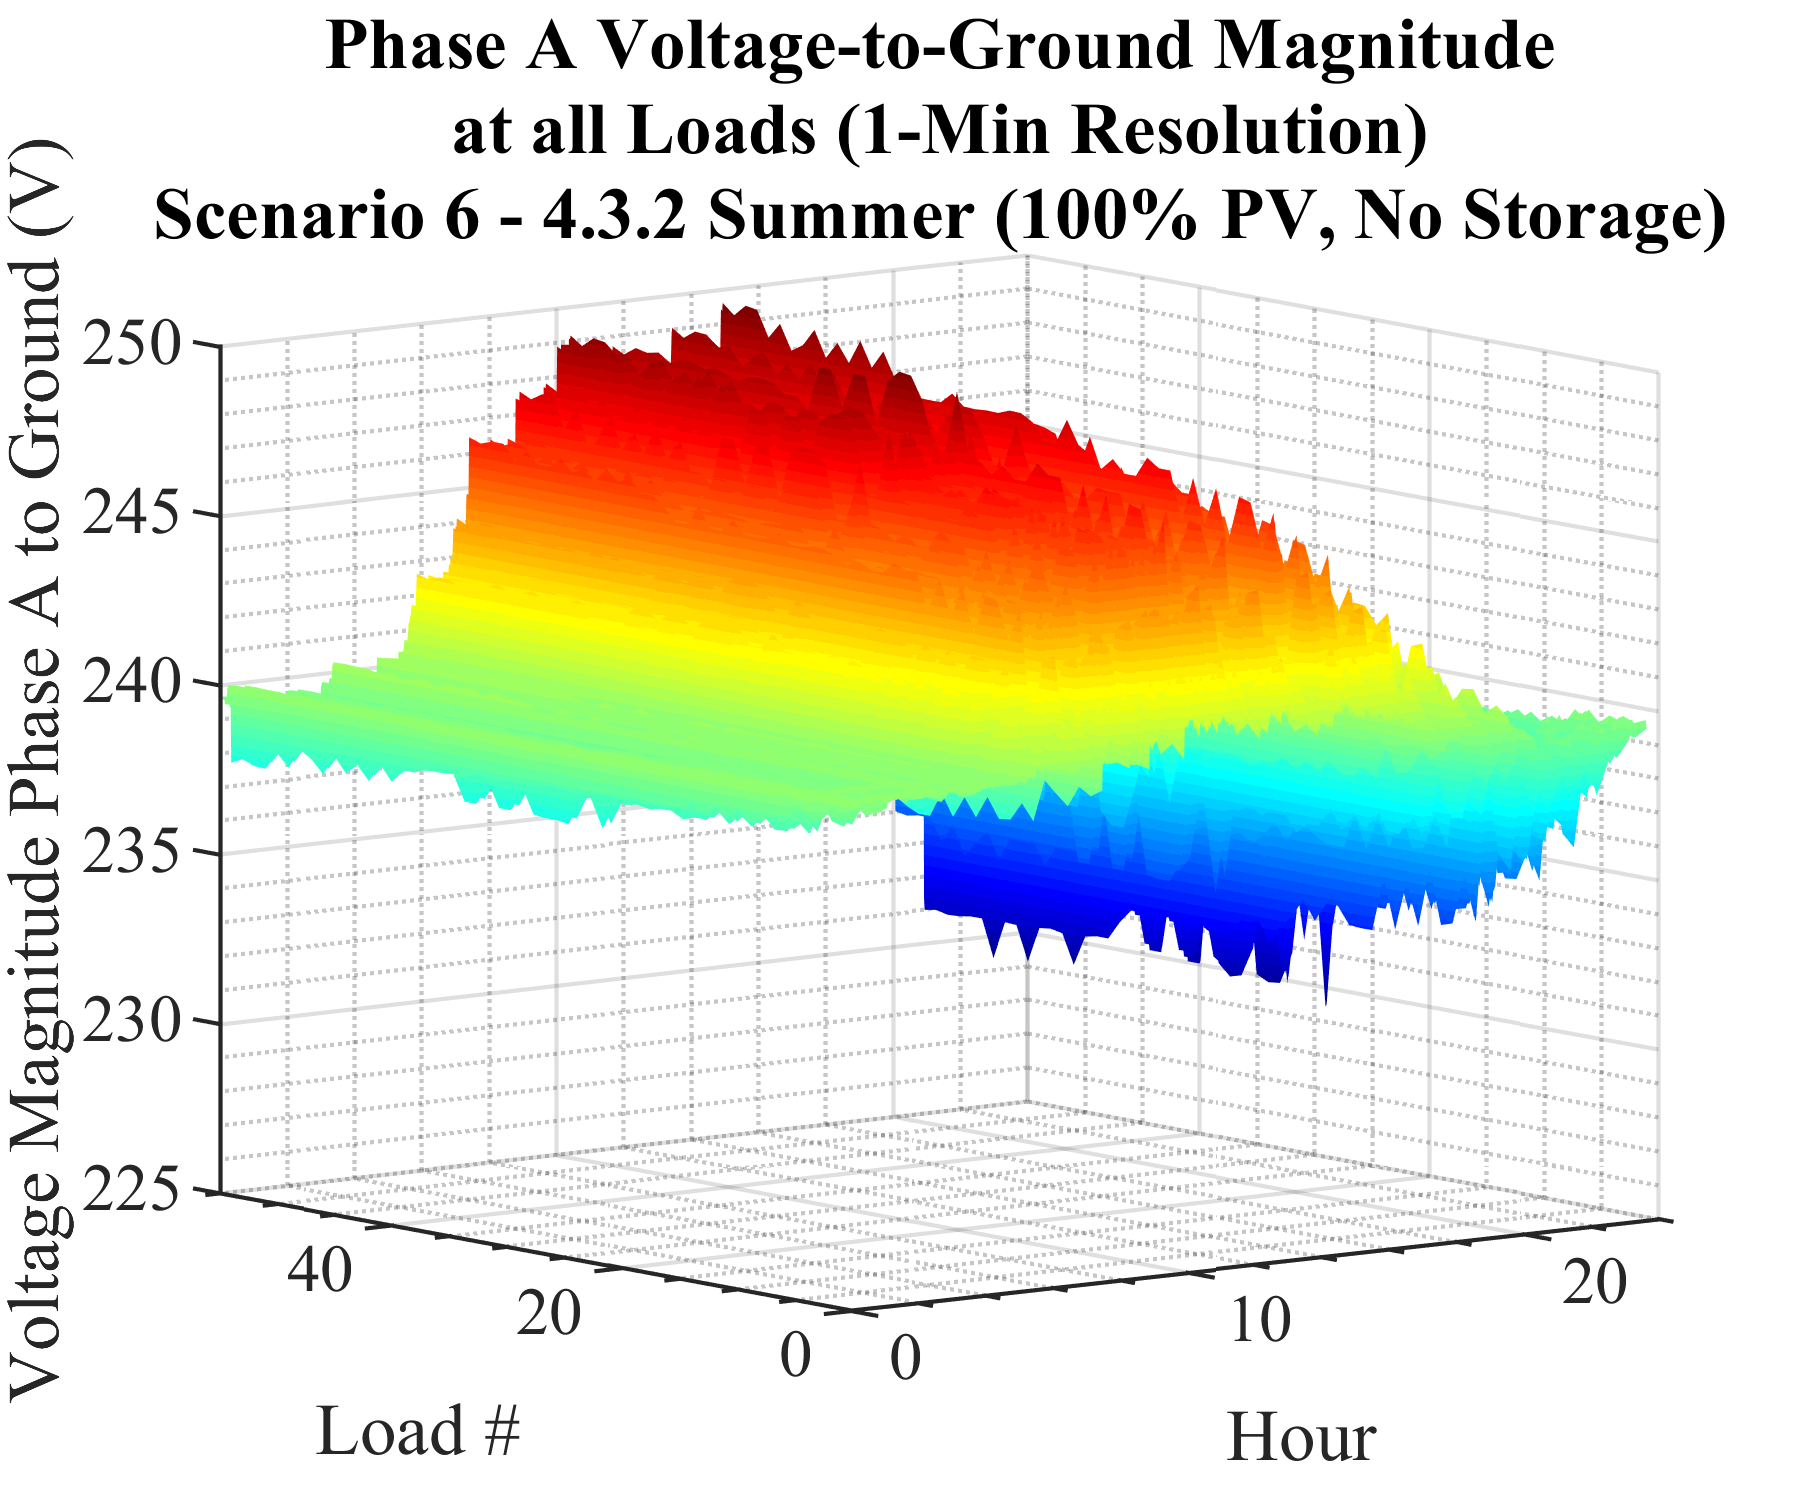 Phase A Voltage-to-Ground Magnitude
at all Loads (1-Min Resolution)
Scenario 6 - 4.3.2 Summer (100% PV, No Storage)
Voltage Magnitude Phase A to Ground (V)
250
245
240
235
230
225
40
20
0
0
10
20
Load #
Hour